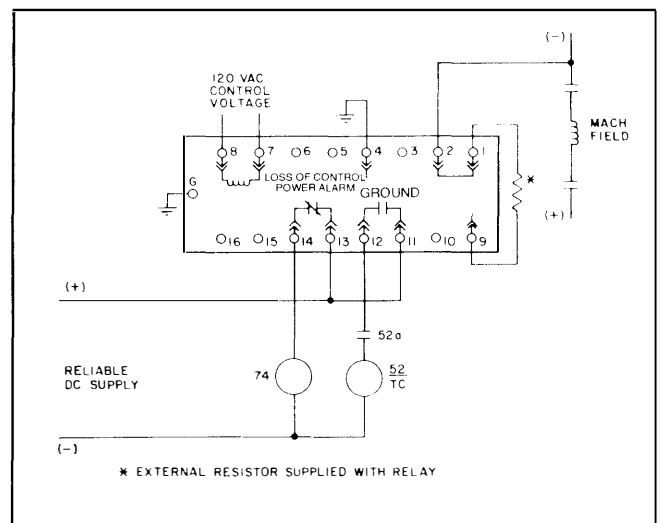 (-)
120 VAC
CONTROL
VOLTAGE
MACH
FIELD
8 7 6 5 4 3 2 1
*
G
LOSS OF CONTROL
POWER ALARM
GROUND
(+)
16 15 14 13 12 11 10 9
(+)
52a
RELIABLE
DC SUPPLY
74
52
TC
(-)
* EXTERNAL RESISTOR SUPPLIED WITH RELAY